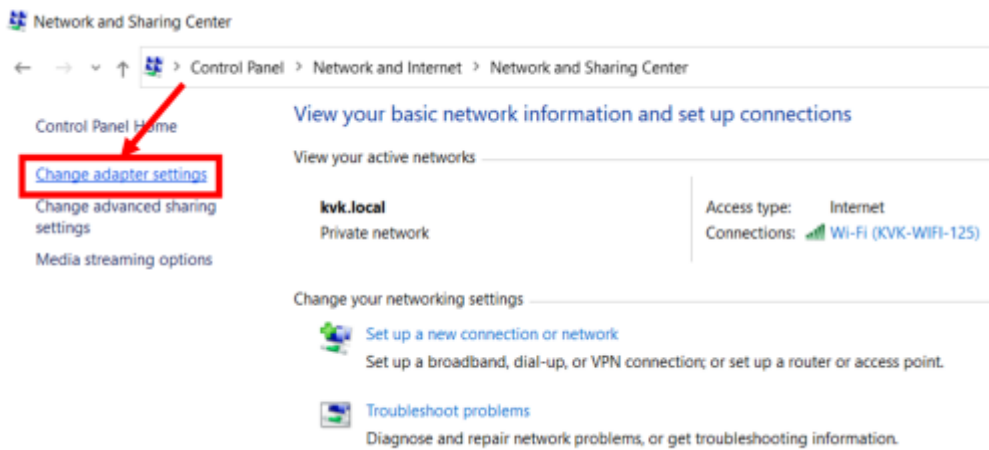 Network and Sharing Center
Control Panel > Network and Internet > Network and Sharing Center
Control Panel Home
Change adapter settings
Change advanced sharing
settings
Media streaming options
View your basic network information and set up connections
View your active networks
kvk.local
Private network
Access type: Internet
Connections: Wi-Fi (KVK-WIFI-125)
Change your networking settings
Set up a new connection or network
Set up a broadband, dial-up, or VPN connection; or set up a router or access point.
Troubleshoot problems
Diagnose and repair network problems, or get troubleshooting information.